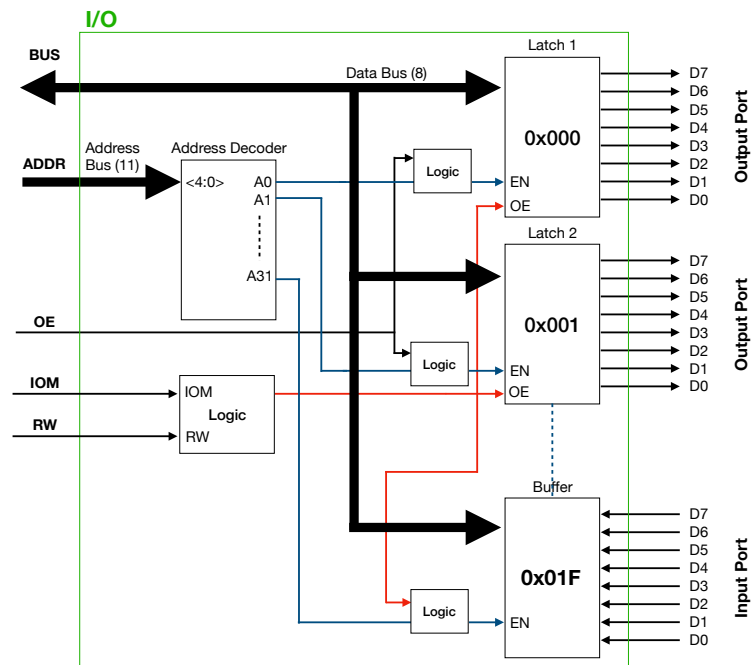 I/O
BUS
Data Bus (8)
Latch 1
0x000
EN
OE
D7
D6
D5
D4
D3
D2
D1
D0
Output Port
ADDR
Address
Bus (11)
Address Decoder
<4:0>
A0
A1
A31
Logic
Latch 2
0x001
EN
OE
D7
D6
D5
D4
D3
D2
D1
D0
Output Port
OE
Logic
IOM
RW
IOM
Logic
RW
Buffer
0x01F
EN
D7
D6
D5
D4
D3
D2
D1
D0
Input Port
Logic